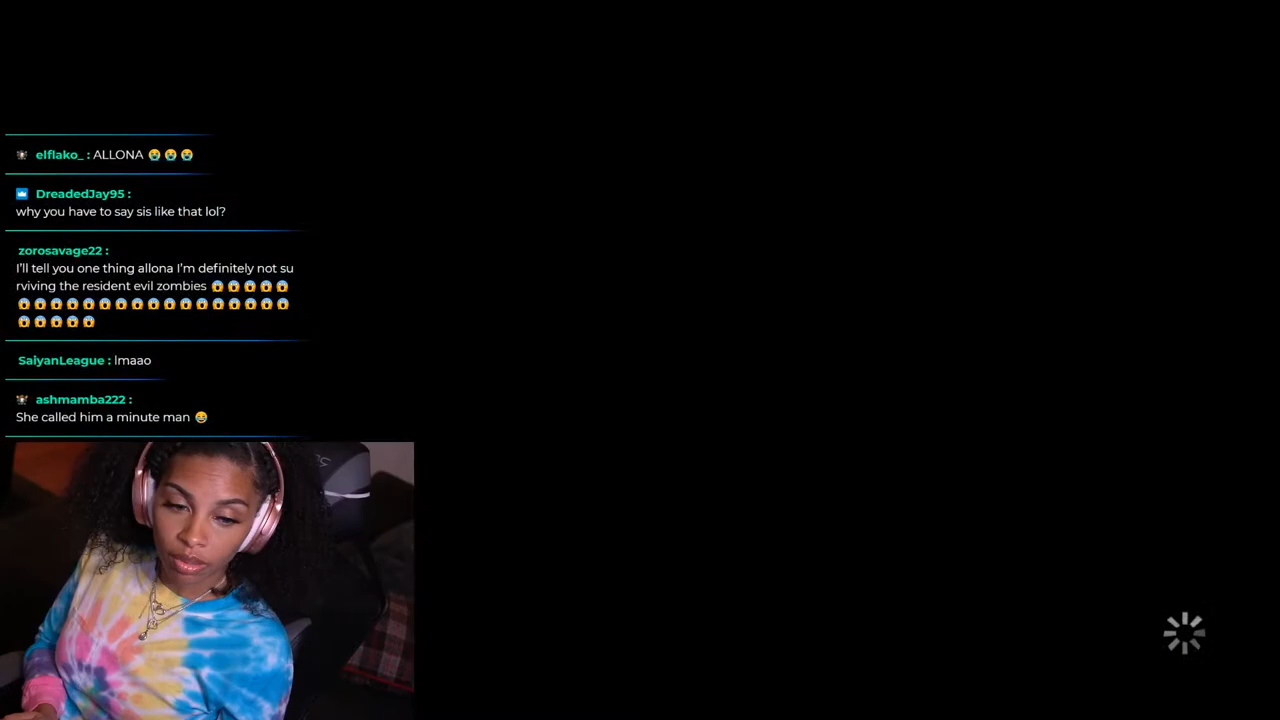 elflako_ : ALLONA 😭 😭 😭
DreadedJay95 :
why you have to say sis like that lol?
zorosavage22 :
I'll tell you one thing allona I'm definitely not su
rviving the resident evil zombies 😱 😱 😱 😱 😱
😱 😱 😱 😱 😱 😱 😱 😱 😱 😱 😱 😱 😱 😱 😱 😱 😱
😱 😱 😱 😱 😱
SaiyanLeague : lmaao
ashmamba222 :
She called him a minute man 😂